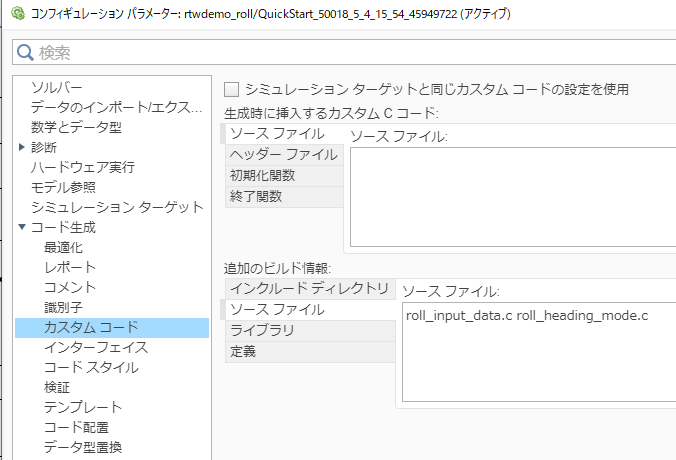 コンフィギュレーション パラメーター: rtwdemo_roll/QuickStart_50018_5_4_15_54_45949722 (アクティブ)
検索
ソルバー
データのインポート/エクス...
数学とデータ型
診断
ハードウェア実行
モデル参照
シミュレーション ターゲット
コード生成
最適化
レポート
コメント
識別子
カスタム コード
インターフェイス
コード スタイル
検証
テンプレート
コード配置
データ型置換
シミュレーション ターゲットと同じカスタム コードの設定を使用
生成時に挿入するカスタム C コード:
ソース ファイル
ヘッダー ファイル
初期化関数
終了関数
ソース ファイル:
追加のビルド情報:
インクルード ディレクトリ
ソース ファイル
ライブラリ
定義
ソース ファイル:
roll_input_data.c roll_heading_mode.c